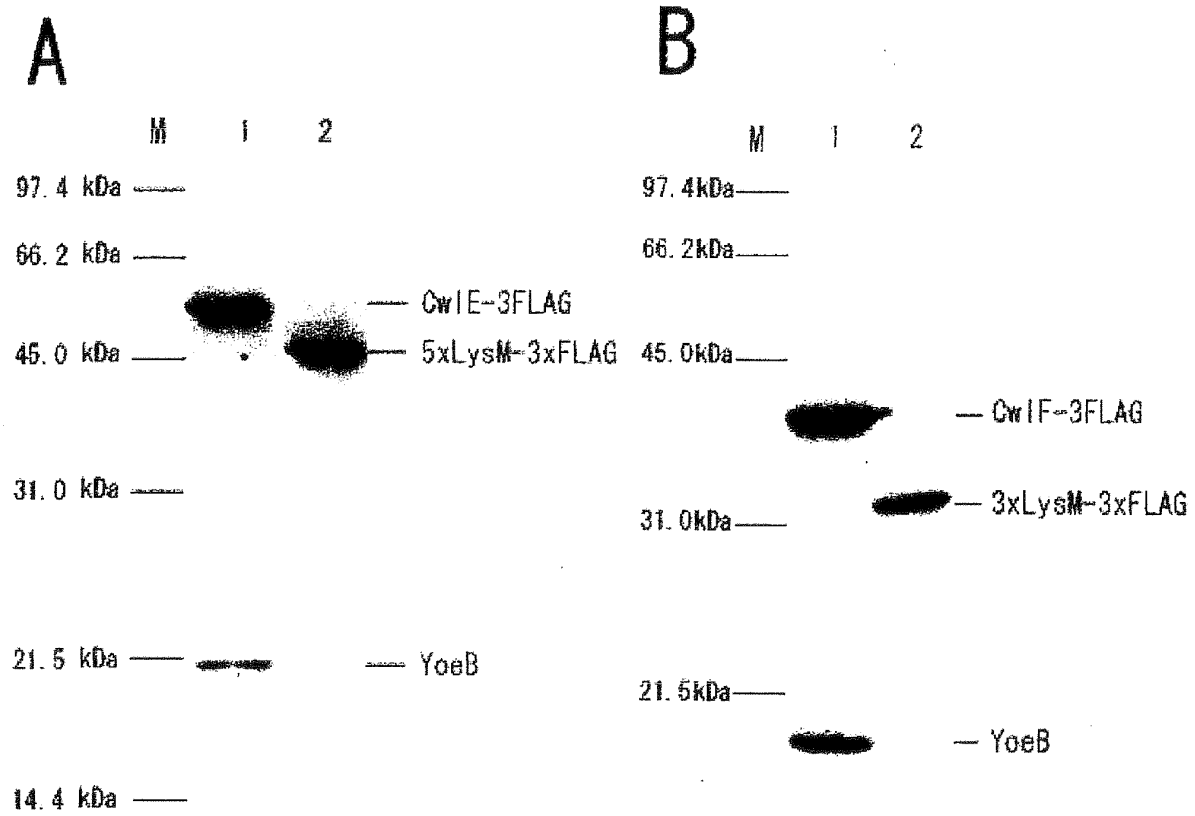 A
M 1 2
97.4 kDa
66.2 kDa
CwlE-3FLAG
45.0 kDa
5xLysM-3xFLAG
31.0 kDa
21.5 kDa
YoeB
14.4 kDa
B
M 1 2
97.4kDa
66.2kDa
45.0kDa
CwlF-3FLAG
3xLysM-3xFLAG
31.0kDa
21.5kDa
YoeB